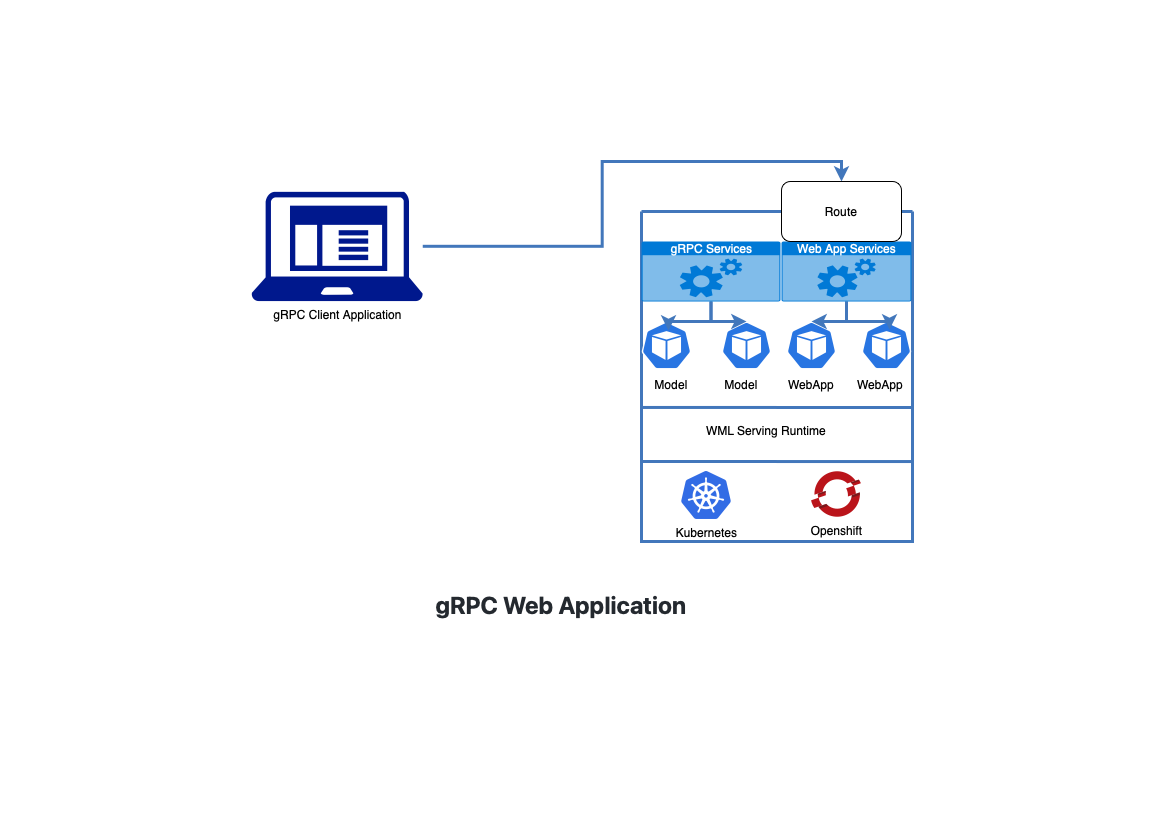 Route
gRPC Services
Web App Services
gRPC Client Application
Model
Model
WebApp
WebApp
WML Serving Runtime
Kubernetes
Openshift
gRPC Web Application